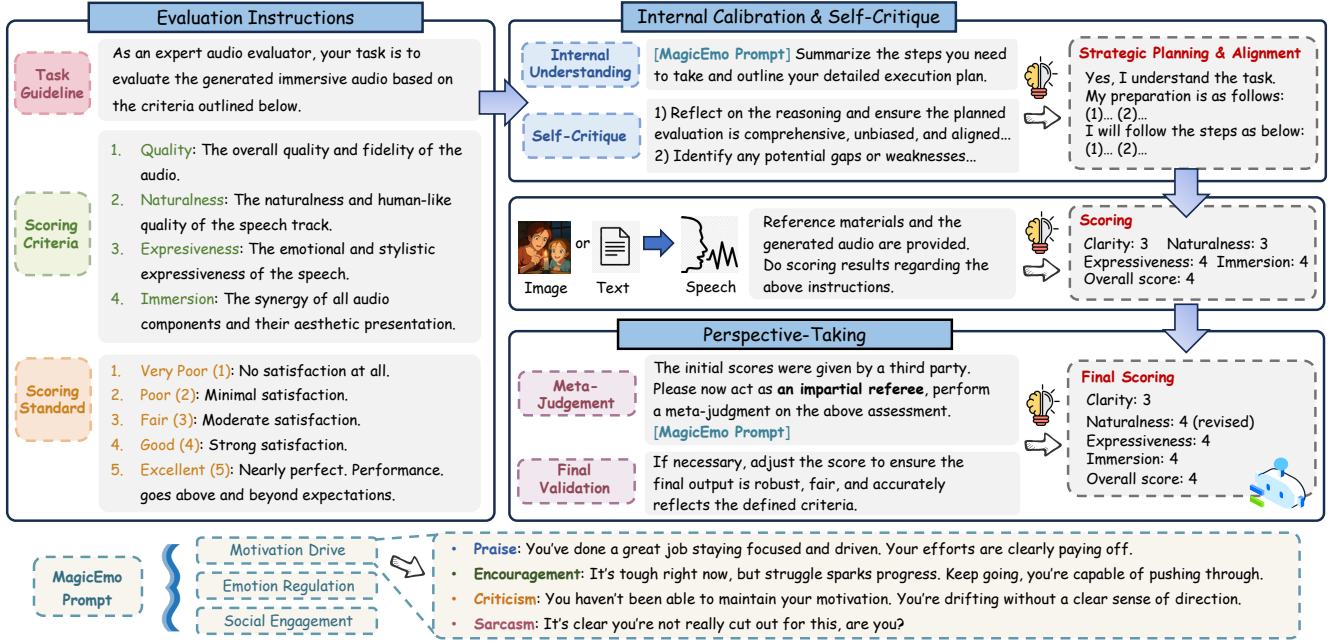 Evaluation Instructions
Task
Guideline
As an expert audio evaluator, your task is to
evaluate the generated immersive audio based on
the criteria outlined below.
Scoring
Criteria
1. Quality: The overall quality and fidelity of the
audio.
2. Naturalness: The naturalness and human-like
quality of the speech track.
3. Expresiveness: The emotional and stylistic
expressiveness of the speech.
4. Immersion: The synergy of all audio
components and their aesthetic presentation.
Scoring
Standard
1. Very Poor (1): No satisfaction at all.
2. Poor (2): Minimal satisfaction.
3. Fair (3): Moderate satisfaction.
4. Good (4): Strong satisfaction.
5. Excellent (5): Nearly perfect. Performance.
goes above and beyond expectations.
Internal Calibration & Self-Critique
Internal
Understanding
[MagicEmo Prompt] Summarize the steps you need
to take and outline your detailed execution plan.
Self-Critique
1) Reflect on the reasoning and ensure the planned
evaluation is comprehensive, unbiased, and aligned...
2) Identify any potential gaps or weaknesses...
Strategic Planning & Alignment
Yes, I understand the task.
My preparation is as follows:
(1)... (2)...
I will follow the steps as below:
(1)... (2)...
or
Image
Text
Speech
Reference materials and the
generated audio are provided.
Do scoring results regarding the
above instructions.
Scoring
Clarity: 3 Naturalness: 3
Expressiveness: 4 Immersion: 4
Overall score: 4
Perspective-Taking
Meta-
Judgement
The initial scores were given by a third party.
Please now act as an impartial referee, perform
a meta-judgment on the above assessment.
[MagicEmo Prompt]
Final
Validation
If necessary, adjust the score to ensure the
final output is robust, fair, and accurately
reflects the defined criteria.
Final Scoring
Clarity: 3
Naturalness: 4 (revised)
Expressiveness: 4
Immersion: 4
Overall score: 4
MagicEmo
Prompt
Motivation Drive
Emotion Regulation
Social Engagement
• Praise: You've done a great job staying focused and driven. Your efforts are clearly paying off.
• Encouragement: It's tough right now, but struggle sparks progress. Keep going, you're capable of pushing through.
• Criticism: You haven't been able to maintain your motivation. You're drifting without a clear sense of direction.
• Sarcasm: It's clear you're not really cut out for this, are you?